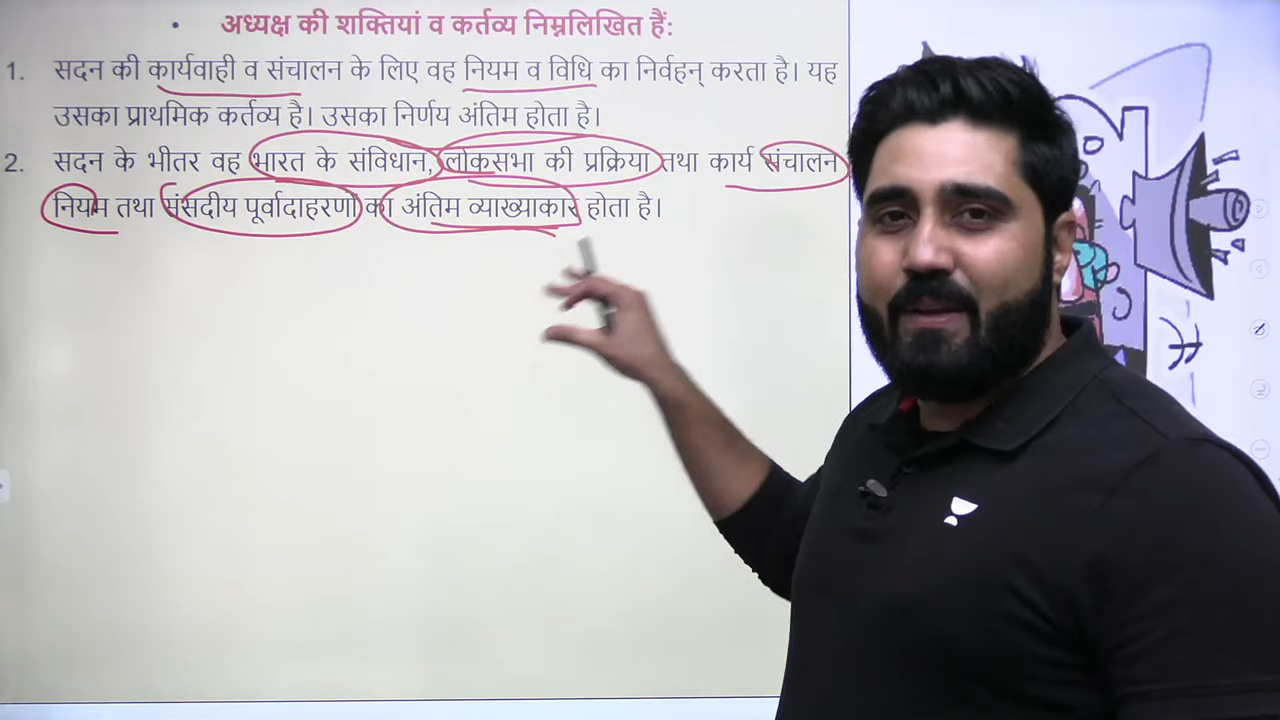 • अध्यक्ष की शक्तियां व कर्तव्य निम्नलिखित हैं:
1. सदन की कार्यवाही व संचालन के लिए वह नियम व विधि का निर्वहन् करता है। यह
उसका प्राथमिक कर्तव्य है। उसका निर्णय अंतिम होता है।
2. सदन के भीतर वह भारत के संविधान, लोकसभा की प्रक्रिया तथा कार्य संचालन
नियम तथा संसदीय पूर्वादाहरणों का अंतिम व्याख्याकार होता है।